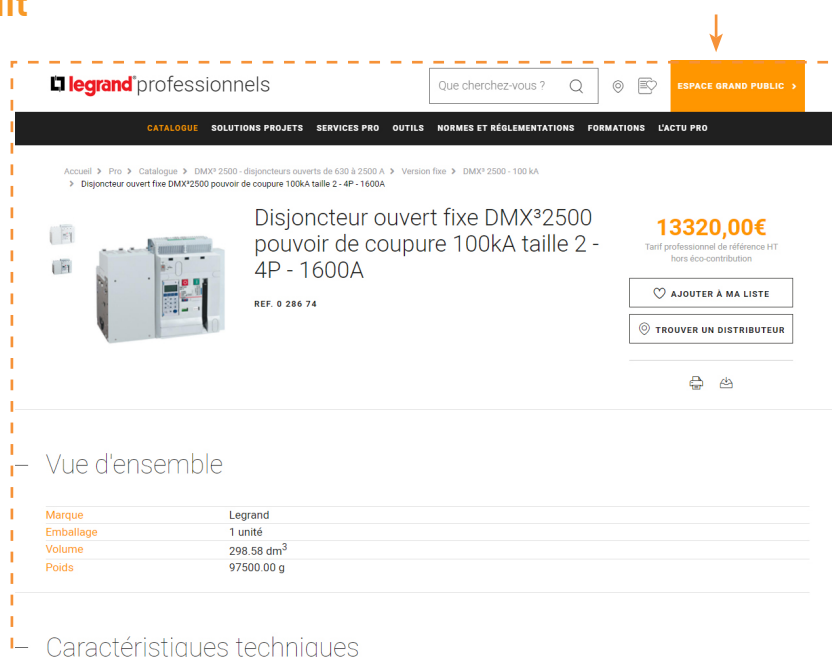 legrand® professionnels
Que cherchez-vous ?
ESPACE GRAND PUBLIC >
CATALOGUE SOLUTIONS PROJETS SERVICES PRO OUTILS NORMES ET RÉGLEMENTATIONS FORMATIONS L'ACTU PRO
Accueil > Pro > Catalogue > DMX³ 2500 - disjoncteurs ouverts de 630 à 2500 A > Version fixe > DMX³ 2500 - 100 kA
> Disjoncteur ouvert fixe DMX³2500 pouvoir de coupure 100kA taille 2 - 4P - 1600A
Disjoncteur ouvert fixe DMX³2500
pouvoir de coupure 100kA taille 2 -
4P - 1600A
REF. 0 286 74
13320,00€
Tarif professionnel de référence HT
hors éco-contribution
AJOUTER À MA LISTE
TROUVER UN DISTRIBUTEUR
Vue d'ensemble
Marque Legrand
Emballage 1 unité
Volume 298.58 dm³
Poids 97500.00 g
Caractéristiques techniques